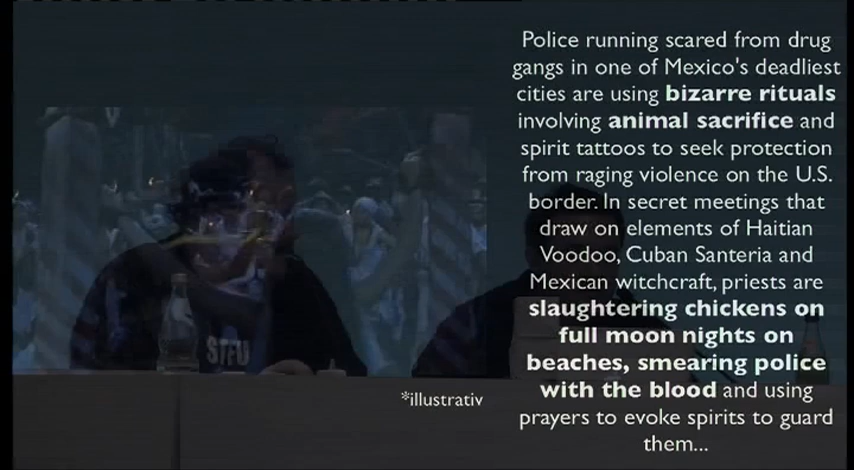 Police running scared from drug
gangs in one of Mexico's deadliest
cities are using bizarre rituals
involving animal sacrifice and
spirit tattoos to seek protection
from raging violence on the U.S.
border. In secret meetings that
draw on elements of Haitian
Voodoo, Cuban Santeria and
Mexican witchcraft, priests are
slaughtering chickens on
full moon nights on
beaches, smearing police
with the blood and using
prayers to evoke spirits to guard
them...
STFU
*illustrativ